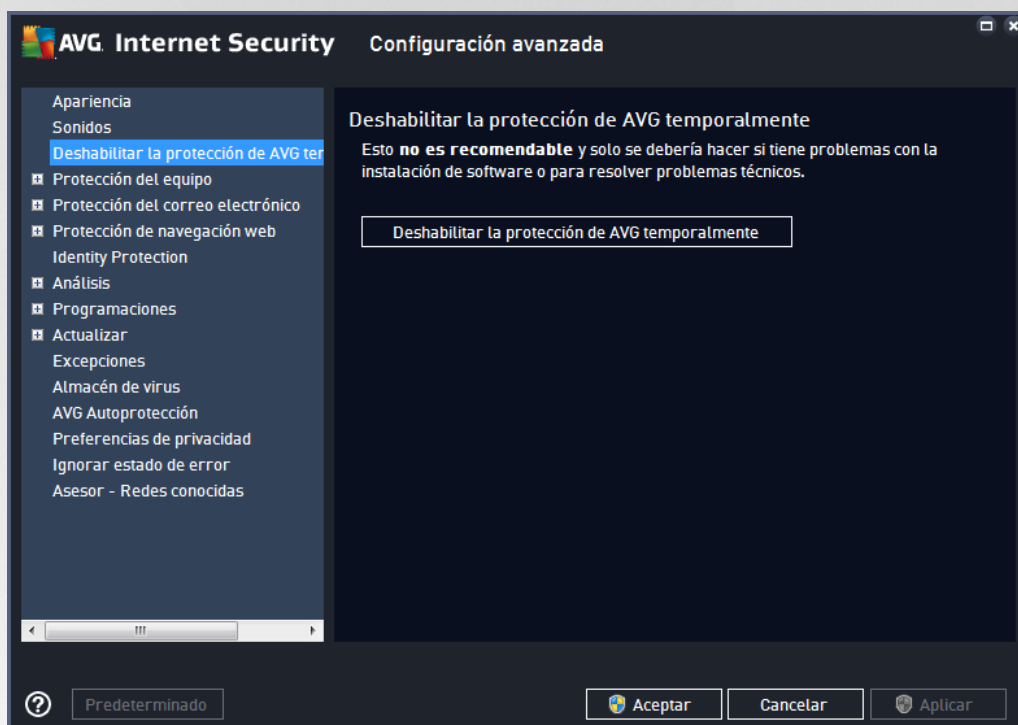 AVG. Internet Security
Configuración avanzada
Apariencia
Sonidos
Deshabilitar la protección de AVG ter
Protección del equipo
Protección del correo electrónico
Protección de navegación web
Identity Protection
Análisis
Programaciones
Actualizar
Excepciones
Almacén de virus
AVG Autoprotección
Preferencias de privacidad
Ignorar estado de error
Asesor - Redes conocidas
Deshabilitar la protección de AVG temporalmente
Esto no es recomendable y solo se debería hacer si tiene problemas con la
instalación de software o para resolver problemas técnicos.
Deshabilitar la protección de AVG temporalmente
Predeterminado
Aceptar
Cancelar
Aplicar